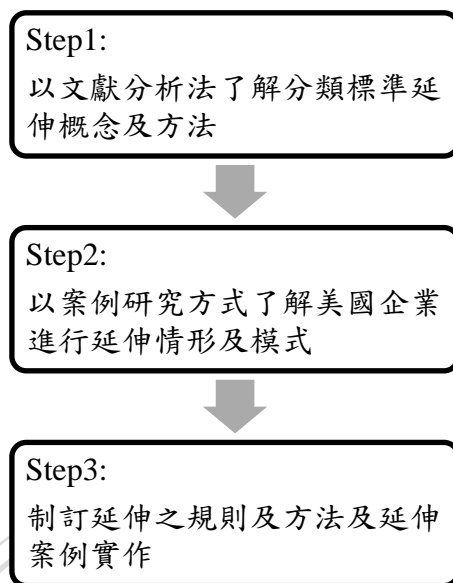 Step1:
以文獻分析法了解分類標準延
伸概念及方法
Step2:
以案例研究方式了解美國企業
進行延伸情形及模式
Step3:
制訂延伸之規則及方法及延伸
案例實作